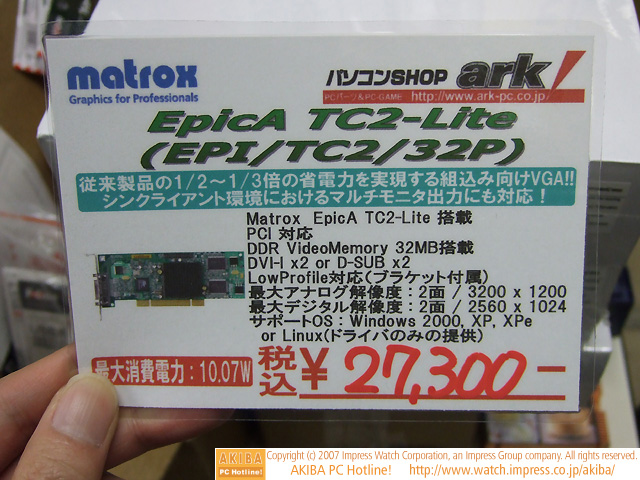 matrox
Graphics for Professionals
パソコンSHOP ark!
PCパーツ&PC-GAME http://www.ark-pc.co.jp/
EpicA TC2-Lite
(EPI/TC2/32P)
従来製品の1/2～1/3倍の省電力を実現する組込み向けVGA!!
シンクライアント環境におけるマルチモニタ出力にも対応!
Matrox EpicA TC2-Lite 搭載
PCI 対応
DDR VideoMemory 32MB搭載
DVI-I x2 or D-SUB x2
LowProfile対応(ブラケット付属)
最大アナログ解像度:2面 / 3200 x 1200
最大デジタル解像度:2面 / 2560 x 1024
サポートOS:Windows 2000, XP, XPe
or Linux(ドライバのみの提供)
最大消費電力:10.07W
税込 ¥27,300-
AKIBA PC Hotline!
Copyright (c) 2007 Impress Watch Corporation, an Impress Group company. All rights reserved.
AKIBA PC Hotline! http://www.watch.impress.co.jp/akiba/